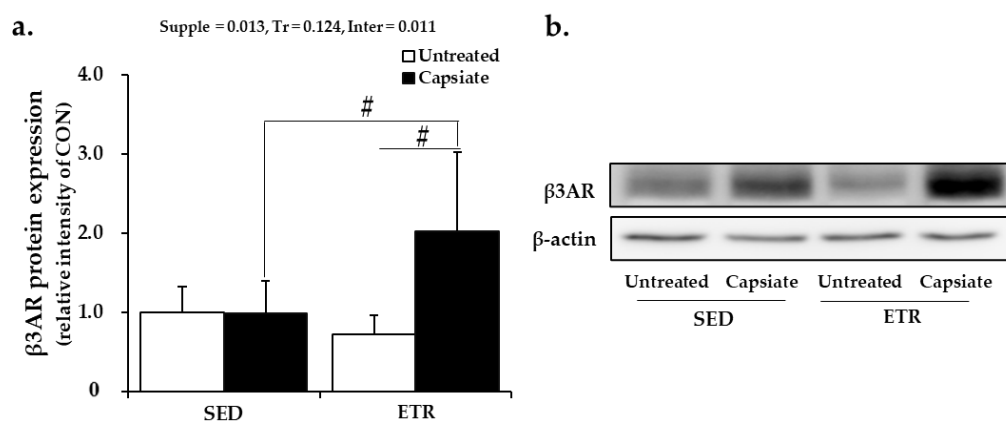 a.
Supple = 0.013, Tr = 0.124, Inter = 0.011
Untreated
Capsiate
β3AR protein expression
(relative intensity of CON)
4.0
3.0
2.0
1.0
0
#
#
SED
ETR
b.
β3AR
β-actin
Untreated Capsiate Untreated Capsiate
SED ETR